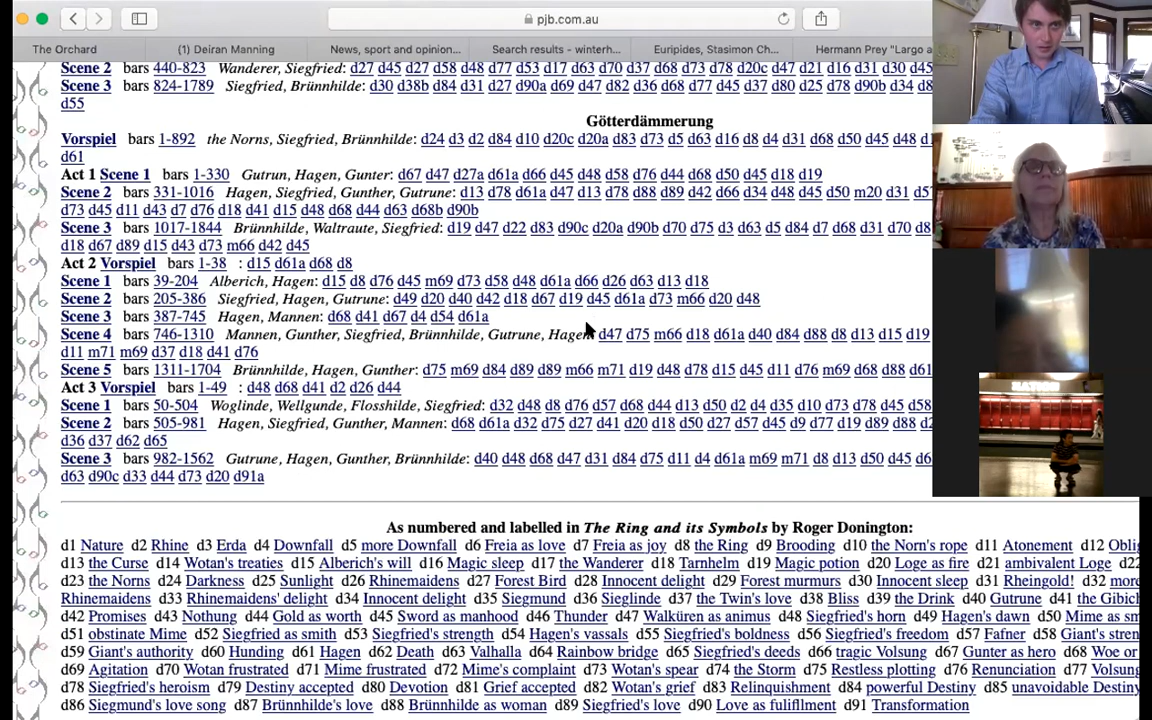 pjb.com.au
The Orchard (1) Deiran Manning News, sport and opinion... Search results - winterh... Euripides, Stasimon Ch... Hermann Prey "Largo a
Scene 2 bars 440-823 Wanderer, Siegfried: d27 d45 d27 d58 d48 d77 d53 d17 d63 d70 d37 d68 d73 d78 d20c d47 d21 d16 d31 d30 d45
Scene 3 bars 824-1789 Siegfried, Brünnhilde: d30 d38b d84 d31 d27 d90a d69 d47 d82 d36 d68 d77 d45 d37 d80 d25 d78 d90b d34 d8
d55
Götterdämmerung
Vorspiel bars 1-892 the Norns, Siegfried, Brünnhilde: d24 d3 d2 d84 d10 d20c d20a d83 d73 d5 d63 d16 d8 d4 d31 d68 d50 d45 d48 d1
d61
Act 1 Scene 1 bars 1-330 Gutrun, Hagen, Gunter: d67 d47 d27a d61a d66 d45 d48 d58 d76 d44 d68 d50 d45 d18 d19
Scene 2 bars 331-1016 Hagen, Siegfried, Gunther, Gutrune: d13 d78 d61a d47 d13 d78 d88 d89 d42 d66 d34 d48 d45 d50 m20 d31 d57
d73 d45 d11 d43 d7 d76 d18 d41 d15 d48 d68 d44 d63 d68b d90b
Scene 3 bars 1017-1844 Brünnhilde, Waltraute, Siegfried: d19 d47 d22 d83 d90c d20a d90b d70 d75 d3 d63 d5 d84 d7 d68 d31 d70 d8
d18 d67 d89 d15 d43 d73 m66 d42 d45
Act 2 Vorspiel bars 1-38 : d15 d61a d68 d8
Scene 1 bars 39-204 Alberich, Hagen: d15 d8 d76 d45 m69 d73 d58 d48 d61a d66 d26 d63 d13 d18
Scene 2 bars 205-386 Siegfried, Hagen, Gutrune: d49 d20 d40 d42 d18 d67 d19 d45 d61a d73 m66 d20 d48
Scene 3 bars 387-745 Hagen, Mannen: d68 d41 d67 d4 d54 d61a
Scene 4 bars 746-1310 Mannen, Gunther, Siegfried, Brünnhilde, Gutrune, Hagen d47 d75 m66 d18 d61a d40 d84 d88 d8 d13 d15 d19
d11 m71 m69 d37 d18 d41 d76
Scene 5 bars 1311-1704 Brünnhilde, Hagen, Gunther: d75 m69 d84 d89 d89 m66 m71 d19 d48 d78 d15 d45 d11 d76 m69 d68 d88 d61
Act 3 Vorspiel bars 1-49 : d48 d68 d41 d2 d26 d44
Scene 1 bars 50-504 Woglinde, Wellgunde, Flosshilde, Siegfried: d32 d48 d8 d76 d57 d68 d44 d13 d50 d2 d4 d35 d10 d73 d78 d45 d58
Scene 2 bars 505-981 Hagen, Siegfried, Gunther, Mannen: d68 d61a d32 d75 d27 d41 d20 d18 d50 d27 d57 d45 d9 d77 d19 d89 d88 d2
d36 d37 d62 d65
Scene 3 bars 982-1562 Gutrune, Hagen, Gunther, Brünnhilde: d40 d48 d68 d47 d31 d84 d75 d11 d4 d61a m69 m71 d8 d13 d50 d45 d6
d63 d90c d33 d44 d73 d20 d91a
As numbered and labelled in The Ring and its Symbols by Roger Donington:
d1 Nature d2 Rhine d3 Erda d4 Downfall d5 more Downfall d6 Freia as love d7 Freia as joy d8 the Ring d9 Brooding d10 the Norn's rope d11 Atonement d12 Oblig
d13 the Curse d14 Wotan's treaties d15 Alberich's will d16 Magic sleep d17 the Wanderer d18 Tarnhelm d19 Magic potion d20 Loge as fire d21 ambivalent Loge d22
d23 the Norns d24 Darkness d25 Sunlight d26 Rhinemaidens d27 Forest Bird d28 Innocent delight d29 Forest murmurs d30 Innocent sleep d31 Rheingold! d32 more
Rhinemaidens d33 Rhinemaidens' delight d34 Innocent delight d35 Siegmund d36 Sieglinde d37 the Twin's love d38 Bliss d39 the Drink d40 Gutrune d41 the Gibich
d42 Promises d43 Nothung d44 Gold as worth d45 Sword as manhood d46 Thunder d47 Walküren as animus d48 Siegfried's horn d49 Hagen's dawn d50 Mime as sm
d51 obstinate Mime d52 Siegfried as smith d53 Siegfried's strength d54 Hagen's vassals d55 Siegfried's boldness d56 Siegfried's freedom d57 Fafner d58 Giant's stren
d59 Giant's authority d60 Hunding d61 Hagen d62 Death d63 Valhalla d64 Rainbow bridge d65 Siegfried's deeds d66 tragic Volsung d67 Gunter as hero d68 Woe or
d69 Agitation d70 Wotan frustrated d71 Mime frustrated d72 Mime's complaint d73 Wotan's spear d74 the Storm d75 Restless plotting d76 Renunciation d77 Volsung
d78 Siegfried's heroism d79 Destiny accepted d80 Devotion d81 Grief accepted d82 Wotan's grief d83 Relinquishment d84 powerful Destiny d85 unavoidable Destiny
d86 Siegmund's love song d87 Brünnhilde's love d88 Brünnhilde as woman d89 Siegfried's love d90 Love as fulifllment d91 Transformation